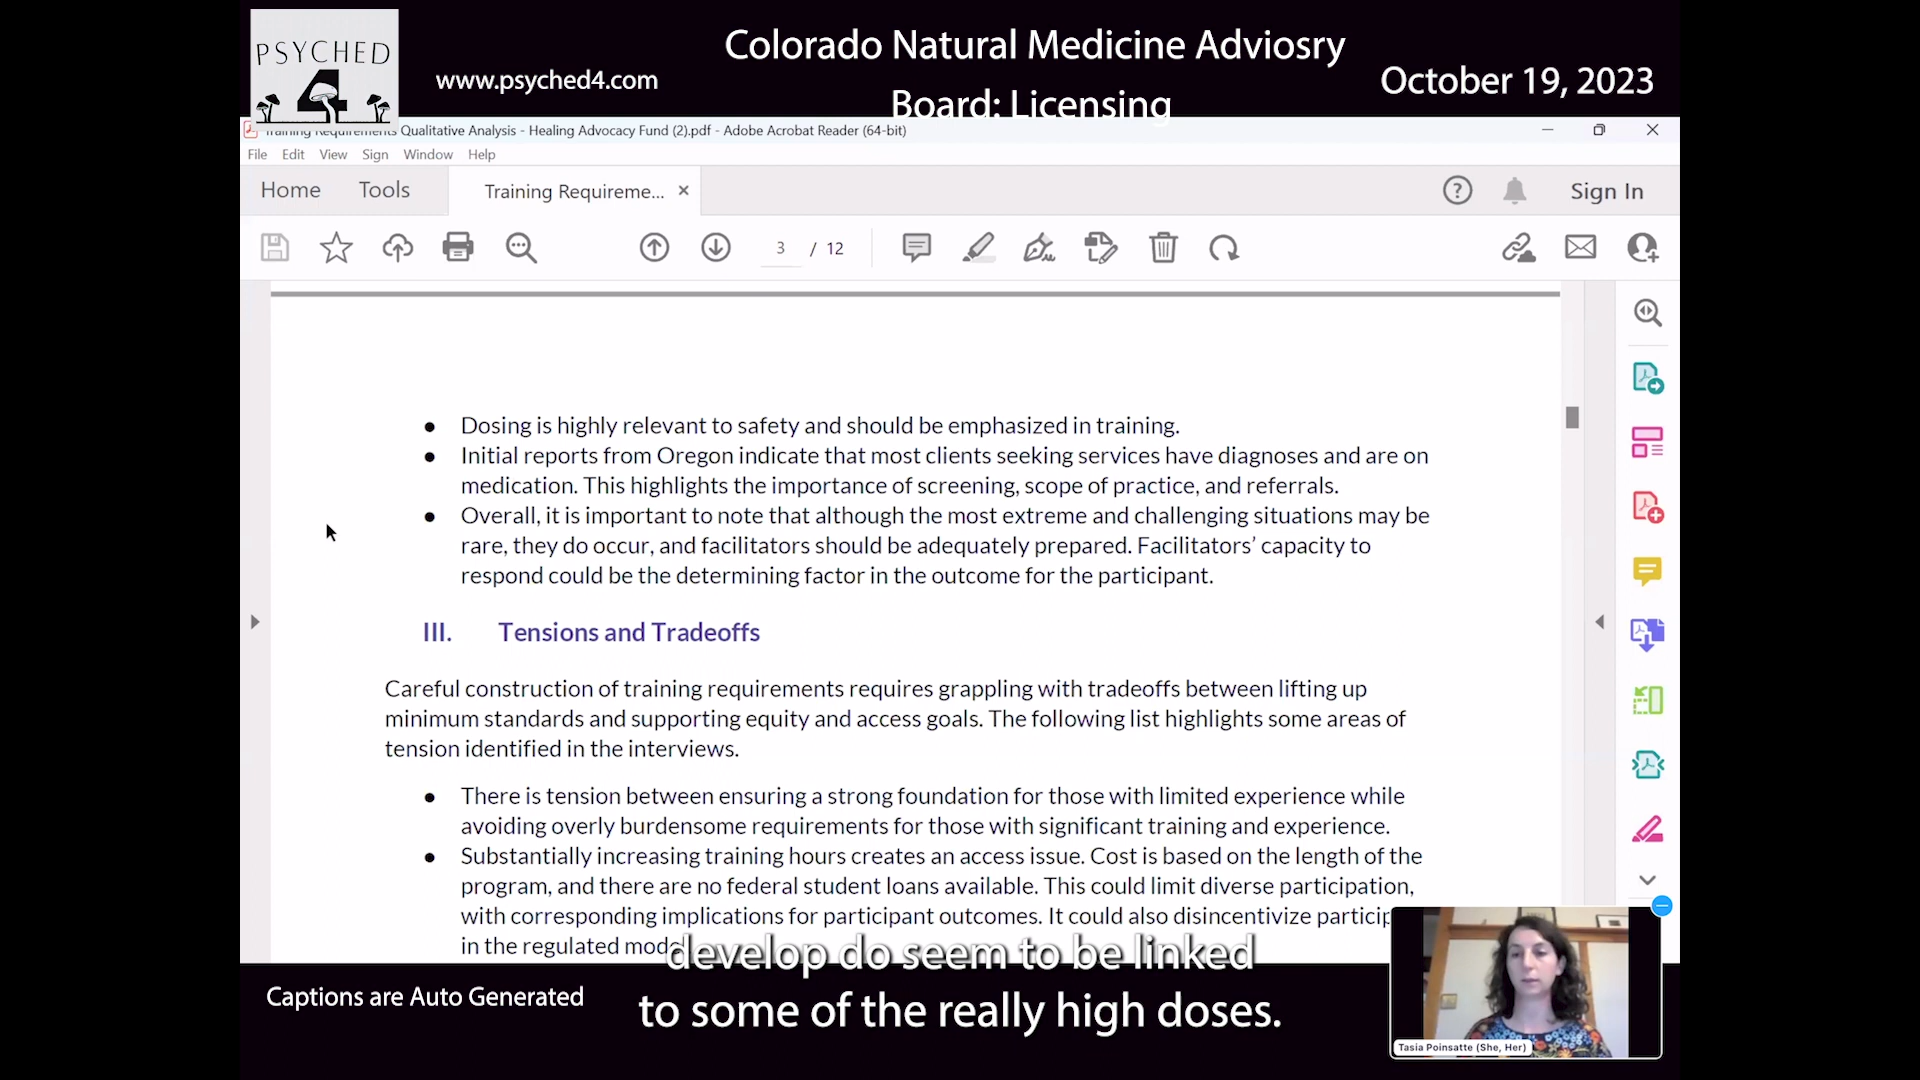 PSYCHED
4
www.psyched4.com
Colorado Natural Medicine Adviosry
Board: Licensing
October 19, 2023
Training Requirements Qualitative Analysis - Healing Advocacy Fund (2).pdf - Adobe Acrobat Reader (64-bit)
File Edit View Sign Window Help
Home Tools Training Requireme... × Sign In
3 / 12
● Dosing is highly relevant to safety and should be emphasized in training.
● Initial reports from Oregon indicate that most clients seeking services have diagnoses and are on
medication. This highlights the importance of screening, scope of practice, and referrals.
● Overall, it is important to note that although the most extreme and challenging situations may be
rare, they do occur, and facilitators should be adequately prepared. Facilitators’ capacity to
respond could be the determining factor in the outcome for the participant.
III. Tensions and Tradeoffs
Careful construction of training requirements requires grappling with tradeoffs between lifting up
minimum standards and supporting equity and access goals. The following list highlights some areas of
tension identified in the interviews.
● There is tension between ensuring a strong foundation for those with limited experience while
avoiding overly burdensome requirements for those with significant training and experience.
● Substantially increasing training hours creates an access issue. Cost is based on the length of the
program, and there are no federal student loans available. This could limit diverse participation,
with corresponding implications for participant outcomes. It could also disincentivize particip
in the regulated mod
develop do seem to be linked
to some of the really high doses.
Captions are Auto Generated
Tasia Poinsatte (She, Her)